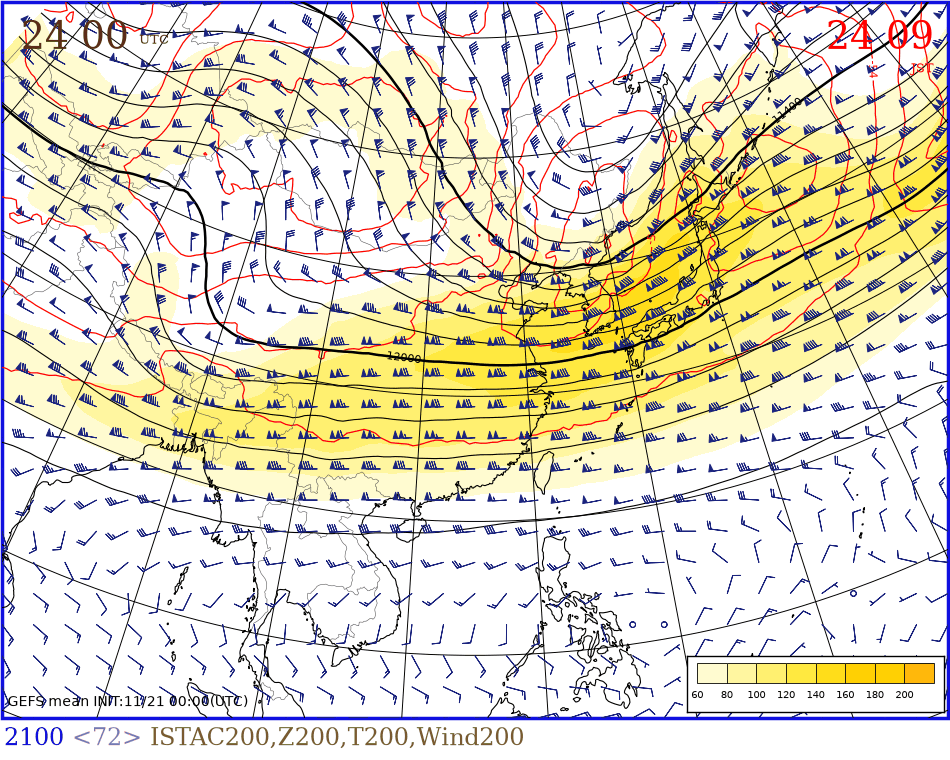 24 00 UTC
24 09
JST
11400
12000
GEFS mean INIT:11/21 00:00(UTC)
60 80 100 120 140 160 180 200
2100 <72> ISTAC200,Z200,T200,Wind200